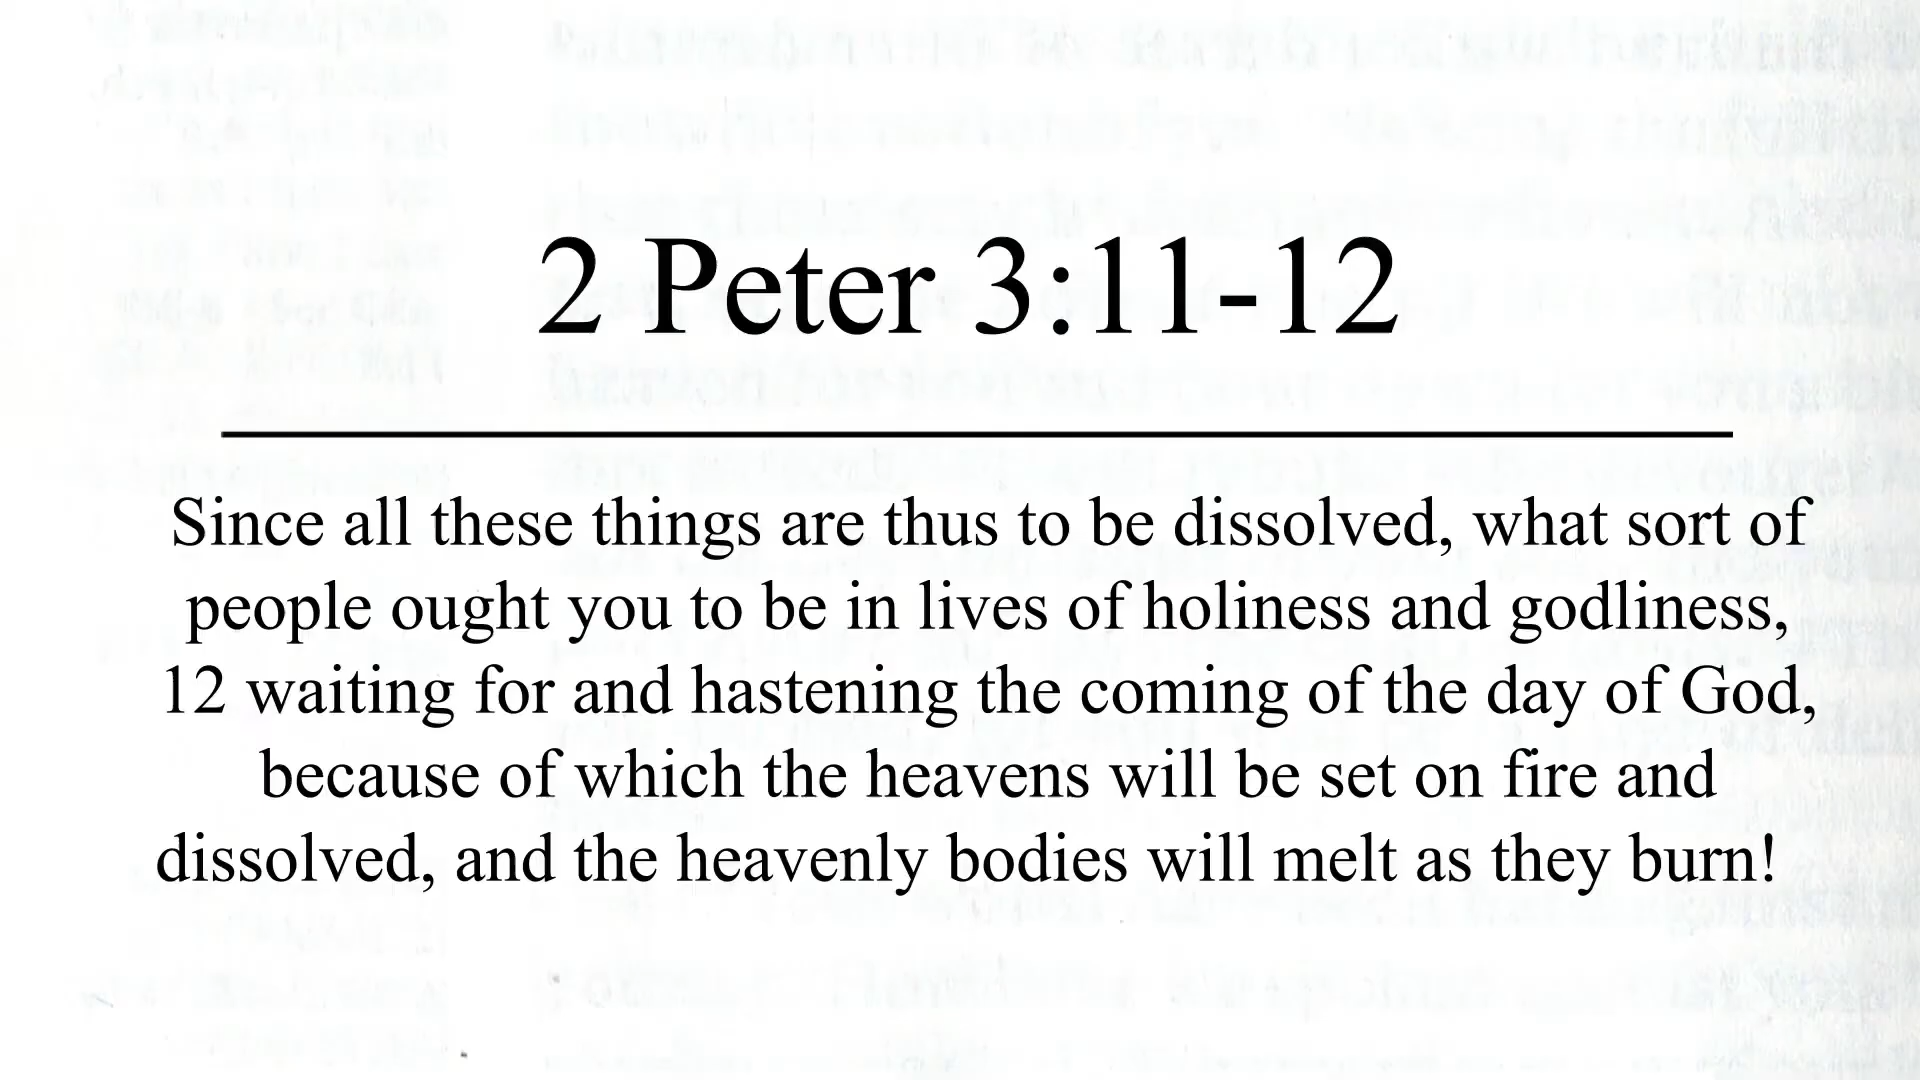 2 Peter 3:11-12
Since all these things are thus to be dissolved, what sort of
people ought you to be in lives of holiness and godliness,
12 waiting for and hastening the coming of the day of God,
because of which the heavens will be set on fire and
dissolved, and the heavenly bodies will melt as they burn!